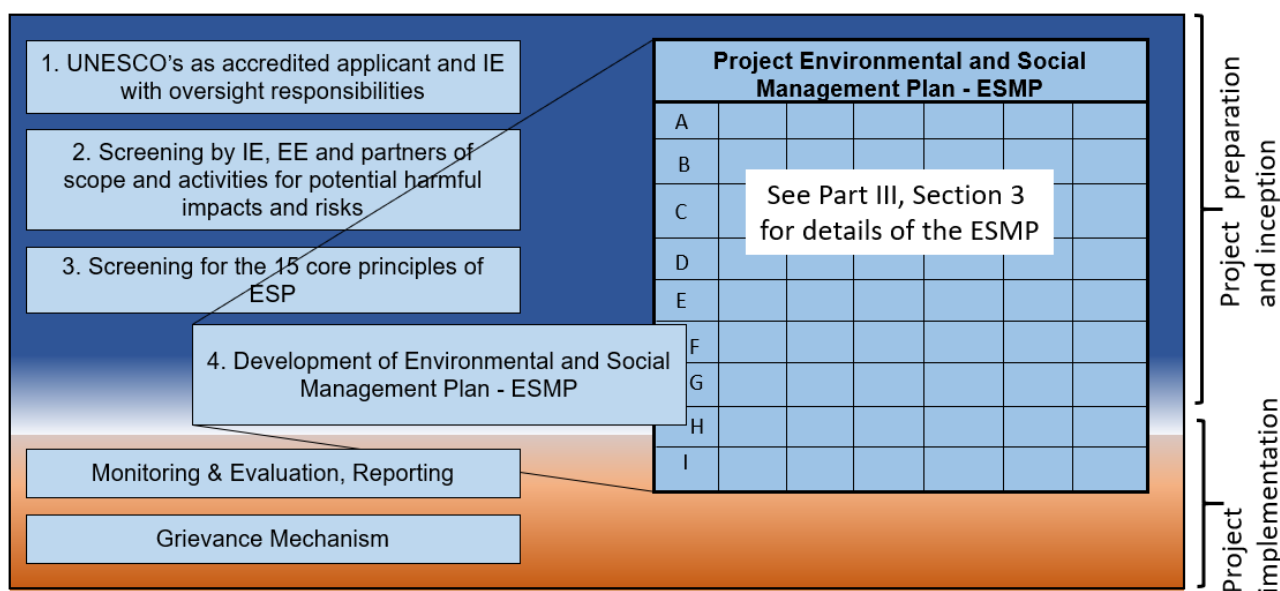 1. UNESCO's as accredited applicant and IE
with oversight responsibilities
2. Screening by IE, EE and partners of
scope and activities for potential harmful
impacts and risks
3. Screening for the 15 core principles of
ESP
4. Development of Environmental and Social
Management Plan - ESMP
Monitoring & Evaluation, Reporting
Grievance Mechanism
Project Environmental and Social
Management Plan - ESMP
A
B
C
D
E
F
G
H
I
See Part III, Section 3
for details of the ESMP
Project preparation
and inception
Project
implementation